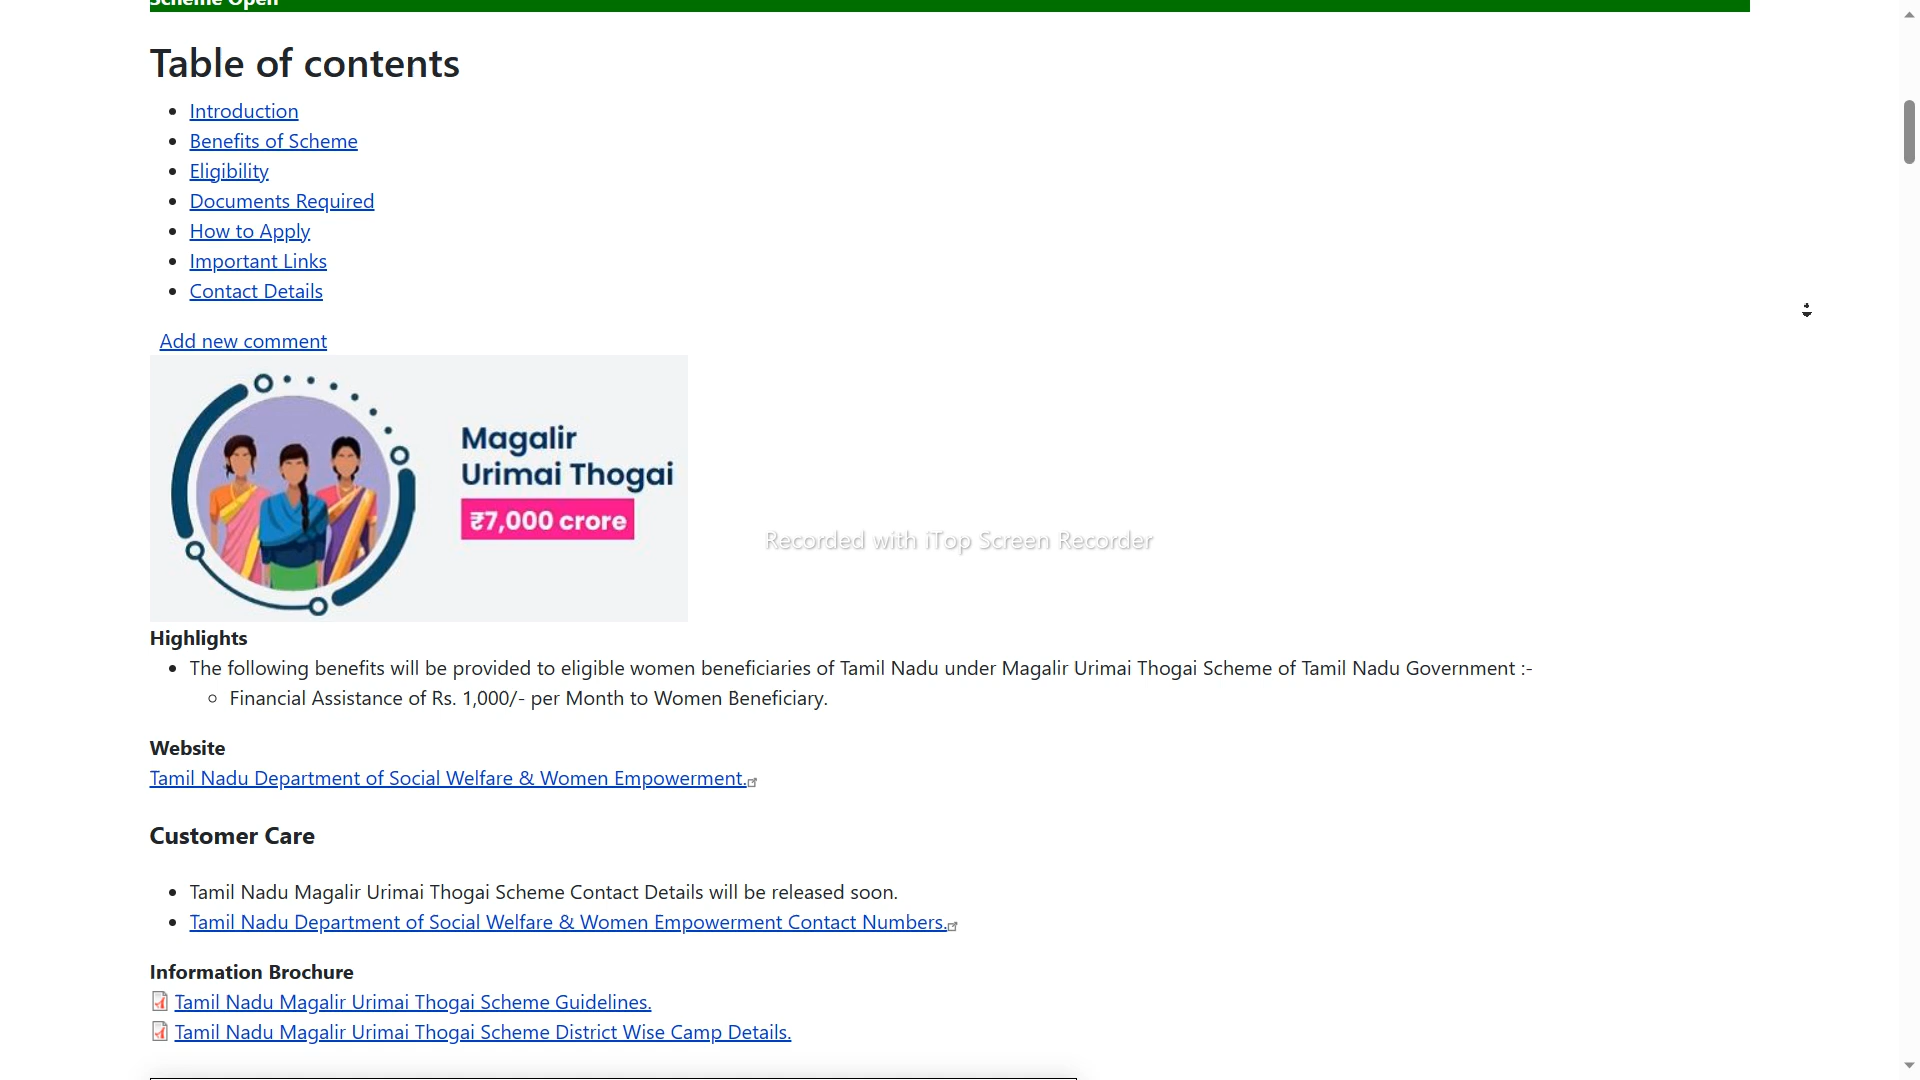 Scheme Open
Table of contents
Introduction
Benefits of Scheme
Eligibility
Documents Required
How to Apply
Important Links
Contact Details
Add new comment
Magalir
Urimai Thogai
₹7,000 crore
Recorded with iTop Screen Recorder
Highlights
The following benefits will be provided to eligible women beneficiaries of Tamil Nadu under Magalir Urimai Thogai Scheme of Tamil Nadu Government :-
Financial Assistance of Rs. 1,000/- per Month to Women Beneficiary.
Website
Tamil Nadu Department of Social Welfare & Women Empowerment.
Customer Care
Tamil Nadu Magalir Urimai Thogai Scheme Contact Details will be released soon.
Tamil Nadu Department of Social Welfare & Women Empowerment Contact Numbers.
Information Brochure
Tamil Nadu Magalir Urimai Thogai Scheme Guidelines.
Tamil Nadu Magalir Urimai Thogai Scheme District Wise Camp Details.